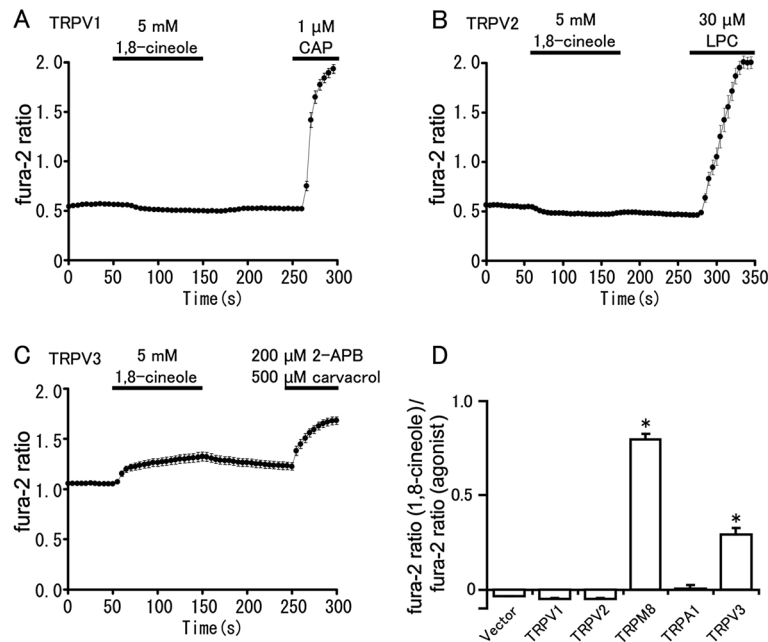 A
TRPV1
5 mM
1,8-cineole
1 μM
CAP
fura-2 ratio
2.0
1.5
1.0
0.5
0
0 50 100 150 200 250 300
Time(s)
B
TRPV2
5 mM
1,8-cineole
30 μM
LPC
fura-2 ratio
2.0
1.5
1.0
0.5
0
0 50 100 150 200 250 300 350
Time(s)
C
TRPV3
5 mM
1,8-cineole
200 μM 2-APB
500 μM carvacrol
fura-2 ratio
2.0
1.5
1.0
0.5
0.0
0 50 100 150 200 250 300
Time(s)
D
fura-2 ratio (1,8-cineole)/
fura-2 ratio (agonist)
1.0
0.5
0
*
*
Vector
TRPV1
TRPV2
TRPM8
TRPA1
TRPV3